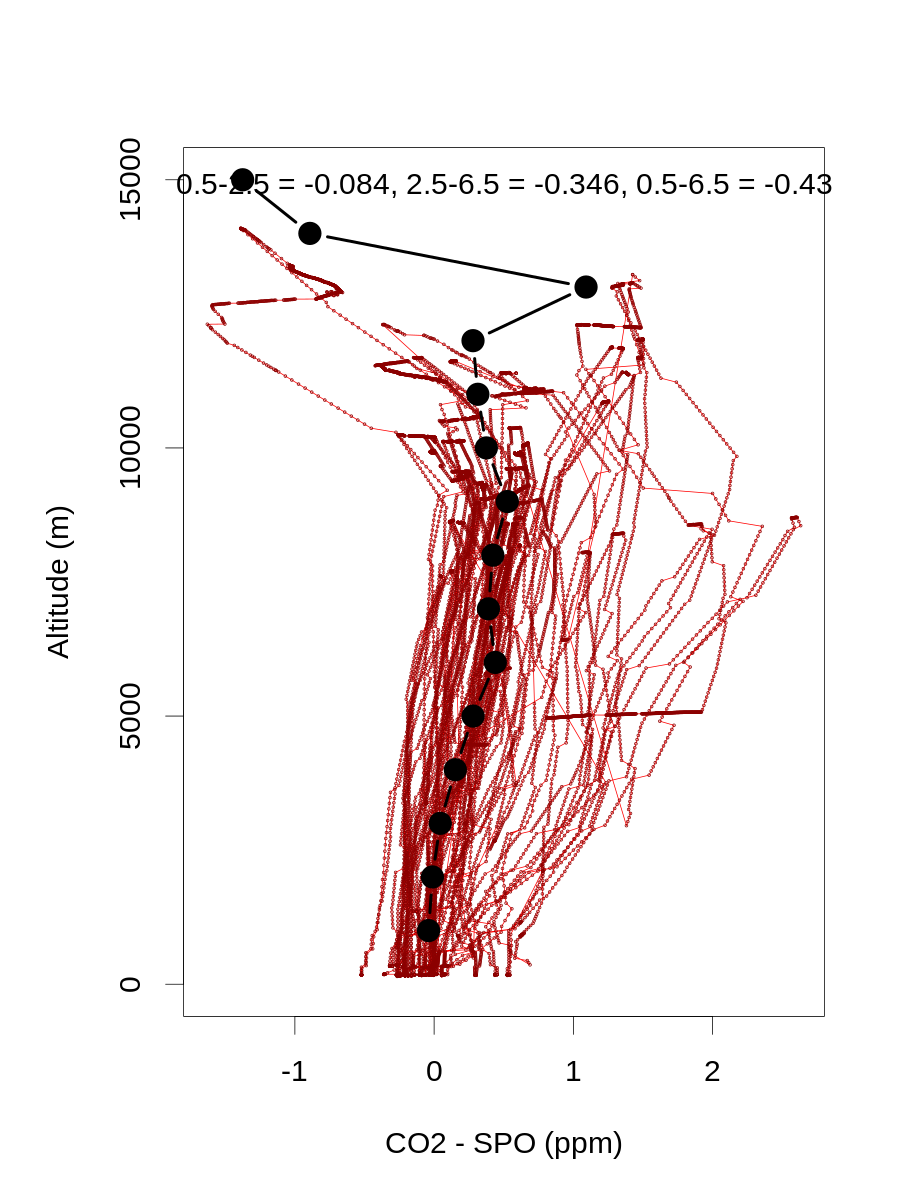 0.5-2.5 = -0.084, 2.5-6.5 = -0.346, 0.5-6.5 = -0.43
15000
10000
5000
0
Altitude (m)
-1 0 1 2
CO2 - SPO (ppm)